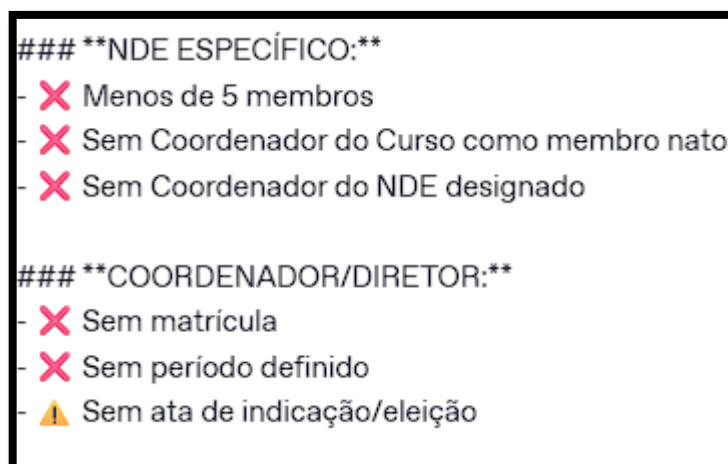 ### **NDE ESPECÍFICO:**
- ❌ Menos de 5 membros
- ❌ Sem Coordenador do Curso como membro nato
- ❌ Sem Coordenador do NDE designado
### **COORDENADOR/DIRETOR:**
- ❌ Sem matrícula
- ❌ Sem período definido
- ⚠️ Sem ata de indicação/eleição